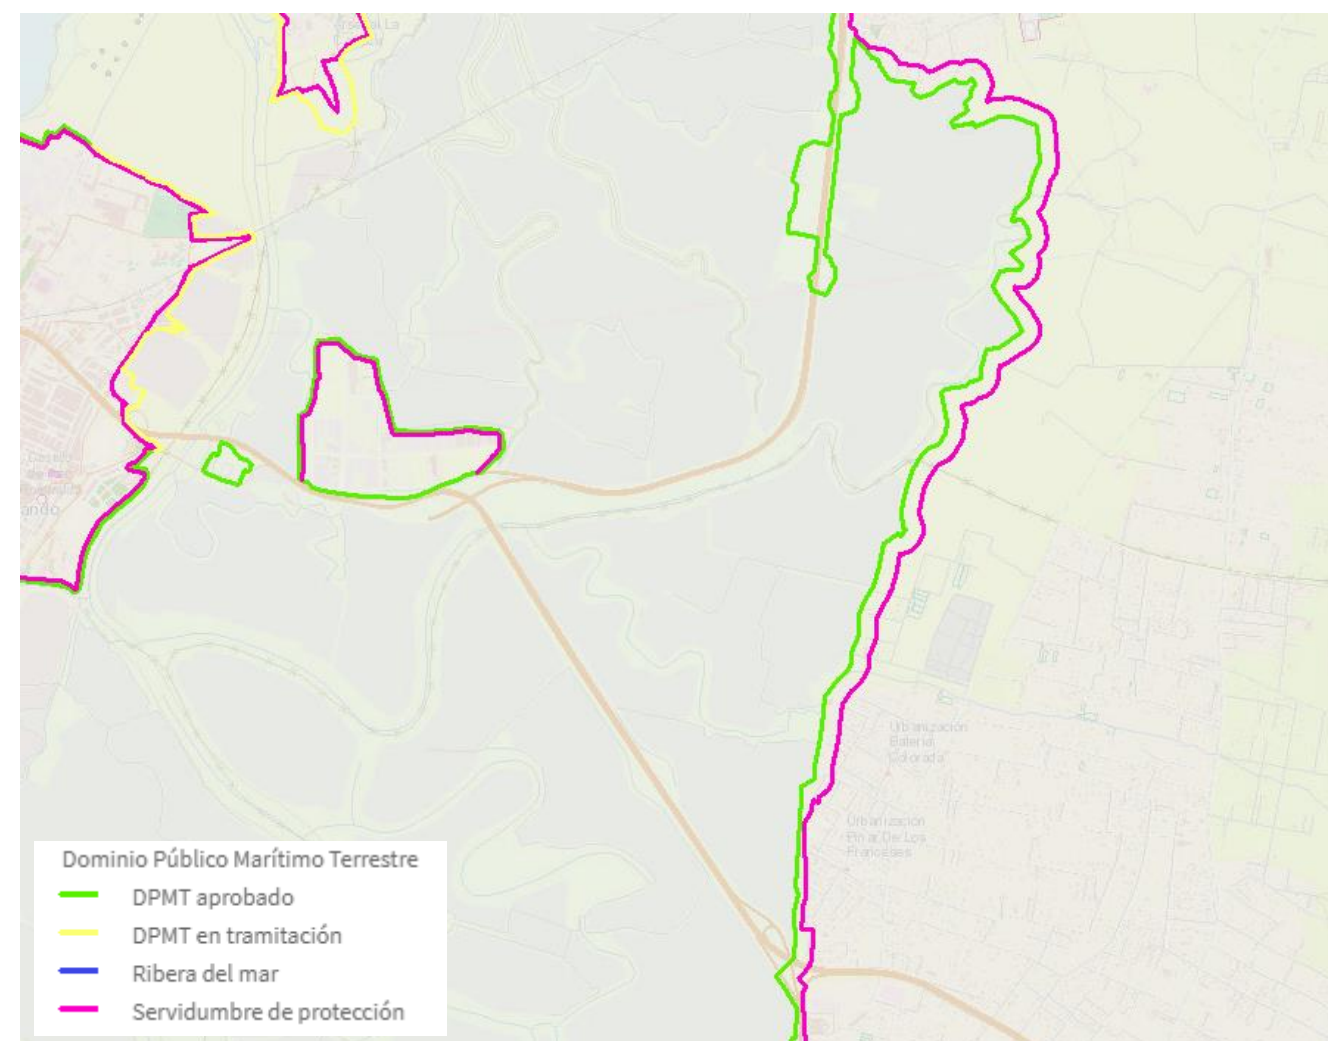 ando
Urbanización
Colorada
Urbanización
Pinar De Los
Franceses
Dominio Público Marítimo Terrestre
DPMT aprobado
DPMT en tramitación
Ribera del mar
Servidumbre de protección